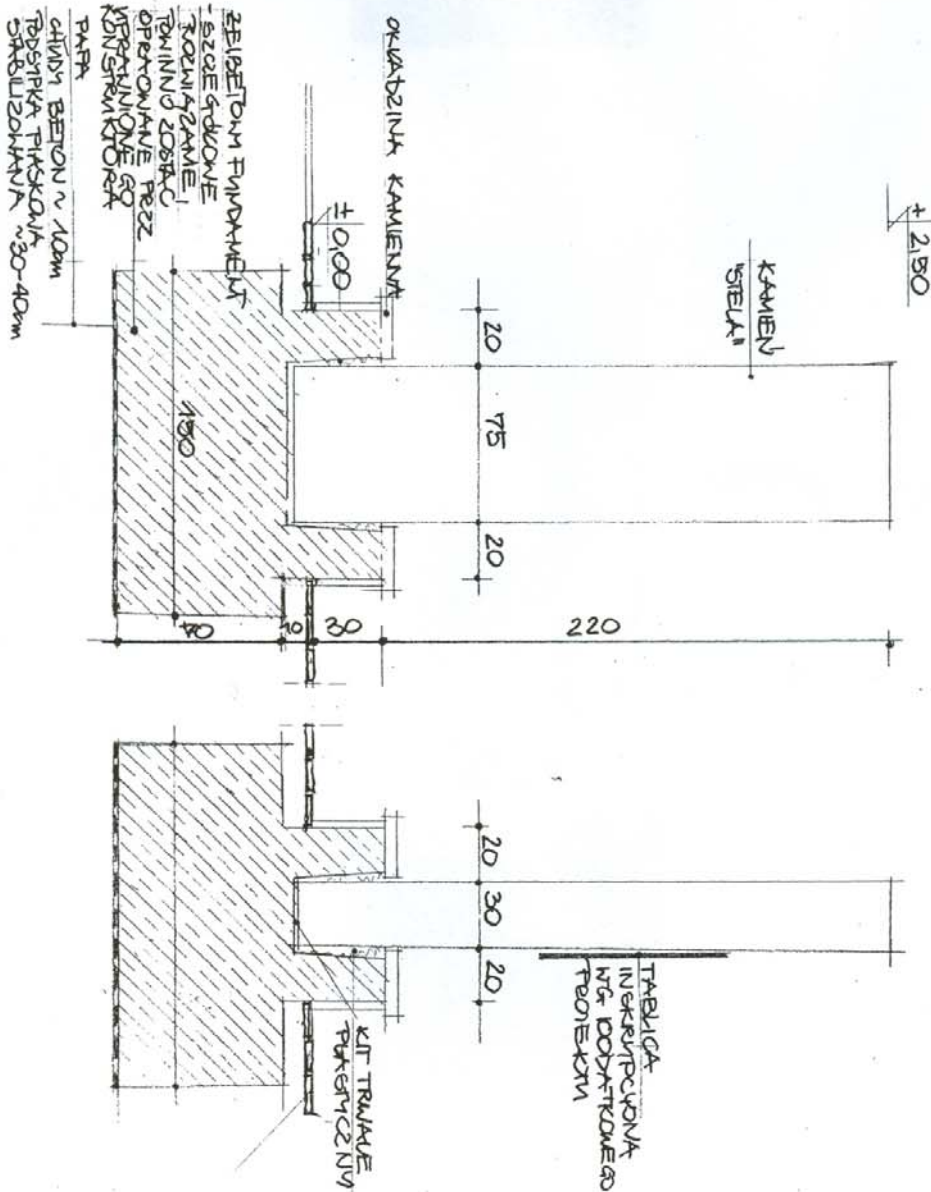 + 2,50
KAMIEŃ
"STELA"
OKŁADZINA KAMIENNA
± 0,00
20
75
20
220
30
10
70
150
ŻELBETOWY FUNDAMENT
- SZCZEGÓŁOWE
ROZWIĄZANIE
POWINNO ZOSTAĆ
OPRACOWANE PRZEZ
UPRAWNIONEGO
KONSTRUKTORA
PAPA
CHUDY BETON ~ 10cm
PODSYPKA PIASKOWA
STABILIZOWANA ~30-40cm
20
30
20
TABLICA
INSKRYPCYJNA
WG DODATKOWEGO
PROJEKTU
KIT TRWALE
PLASTYCZNY